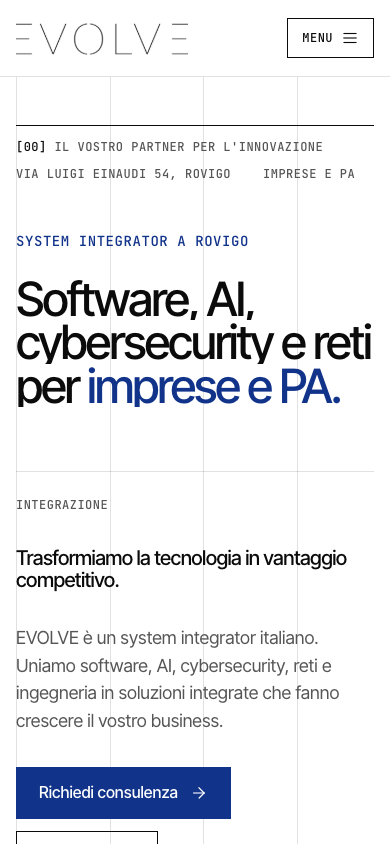 EVOLVE
MENU
[00] IL VOSTRO PARTNER PER L'INNOVAZIONE
VIA LUIGI EINAUDI 54, ROVIGO IMPRESE E PA
SYSTEM INTEGRATOR A ROVIGO
Software, AI,
cybersecurity e reti
per imprese e PA.
INTEGRAZIONE
Trasformiamo la tecnologia in vantaggio
competitivo.
EVOLVE è un system integrator italiano.
Uniamo software, AI, cybersecurity, reti e
ingegneria in soluzioni integrate che fanno
crescere il vostro business.
Richiedi consulenza